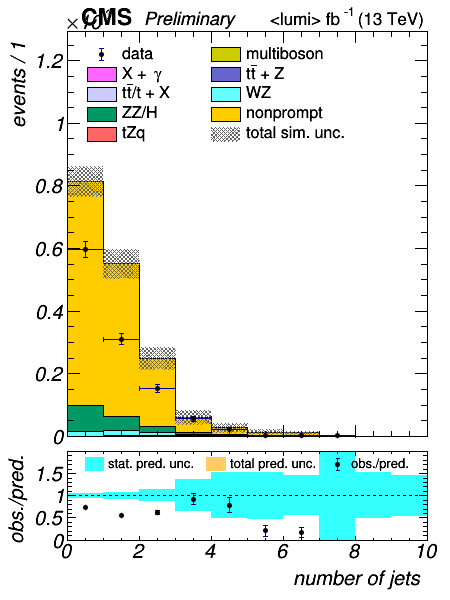 ×10
CMS Preliminary <lumi> fb⁻¹ (13 TeV)
events / 1
data
X + γ
tt̄/t + X
ZZ/H
tZq
multiboson
tt̄ + Z
WZ
nonprompt
total sim. unc.
1.2
1
0.8
0.6
0.4
0.2
0
obs./pred.
stat. pred. unc. total pred. unc. obs./pred.
1.5
1
0.5
0
0 2 4 6 8 10
number of jets